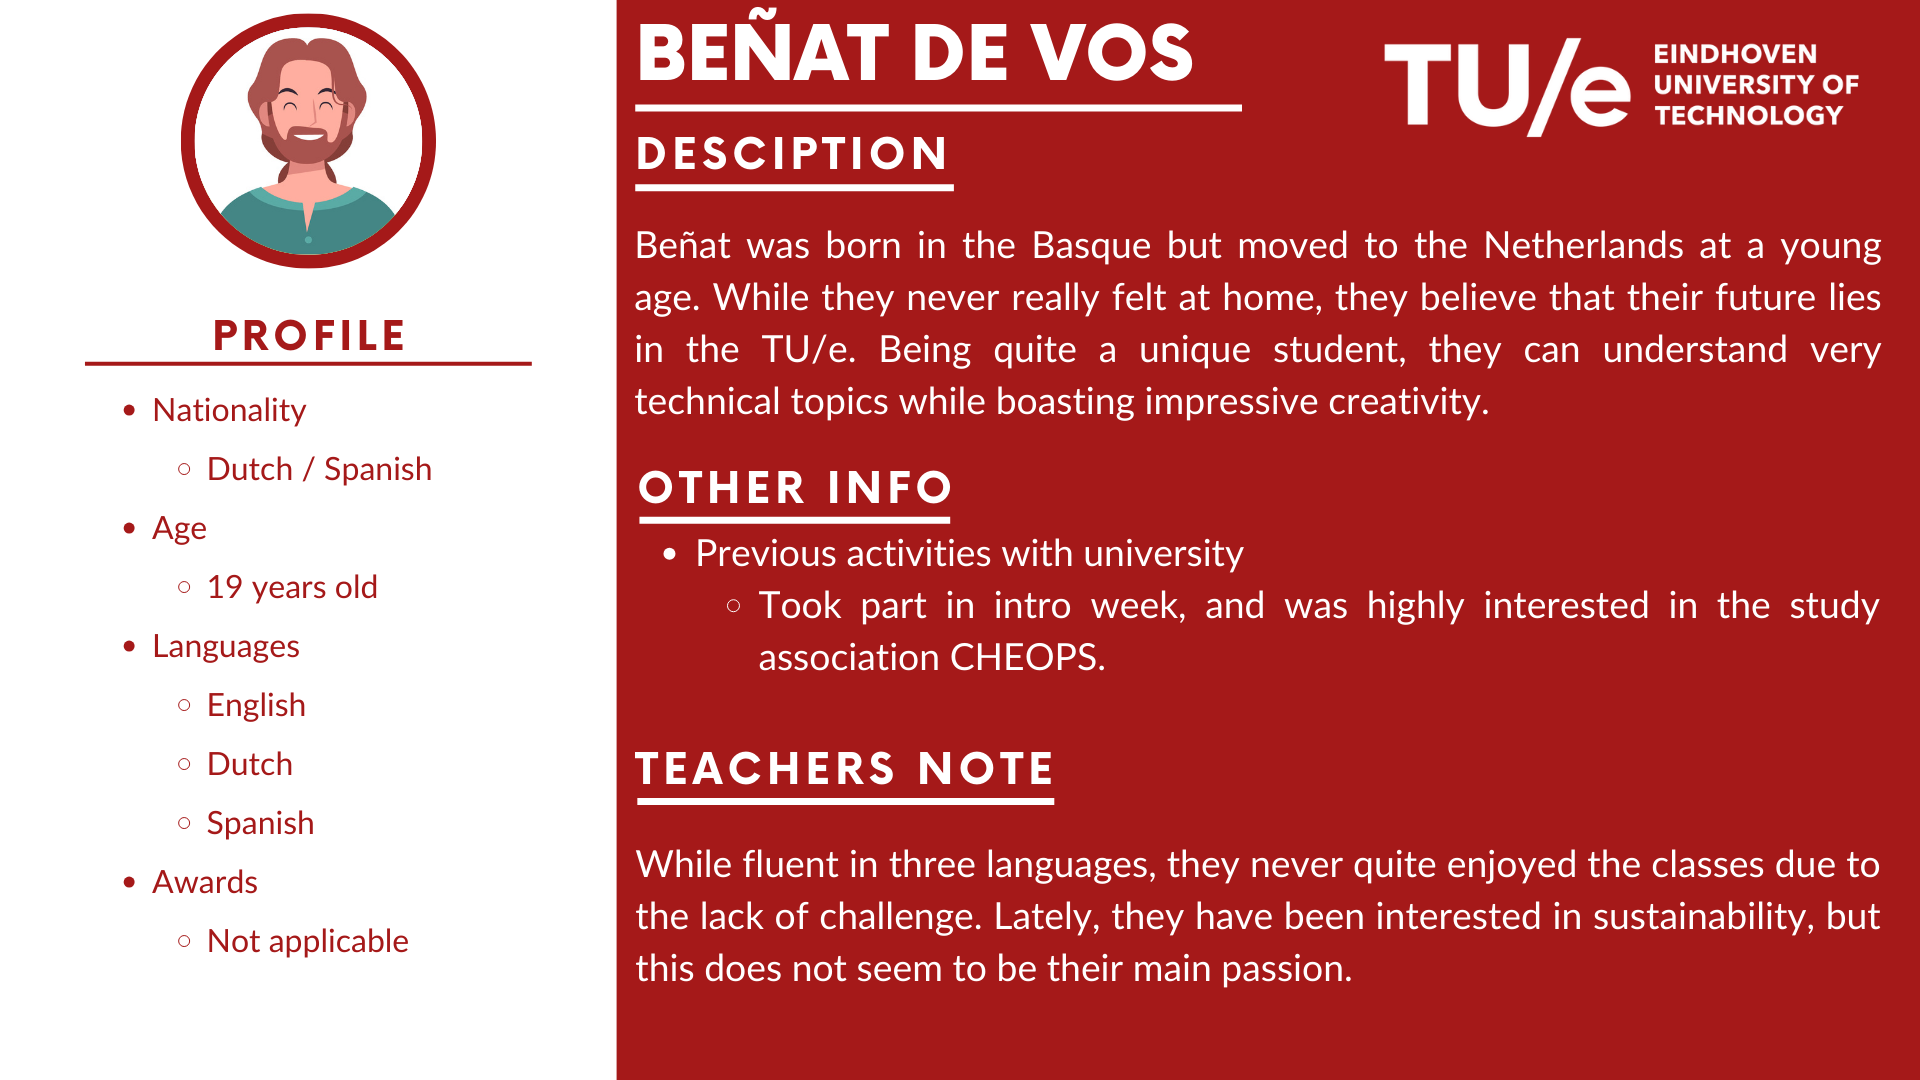 PROFILE
Nationality
Dutch / Spanish
Age
19 years old
Languages
English
Dutch
Spanish
Awards
Not applicable
BEÑAT DE VOS
TU/e
EINDHOVEN
UNIVERSITY OF
TECHNOLOGY
DESCIPTION
Beñat was born in the Basque but moved to the Netherlands at a young
age. While they never really felt at home, they believe that their future lies
in the TU/e. Being quite a unique student, they can understand very
technical topics while boasting impressive creativity.
OTHER INFO
Previous activities with university
Took part in intro week, and was highly interested in the study
association CHEOPS.
TEACHERS NOTE
While fluent in three languages, they never quite enjoyed the classes due to
the lack of challenge. Lately, they have been interested in sustainability, but
this does not seem to be their main passion.